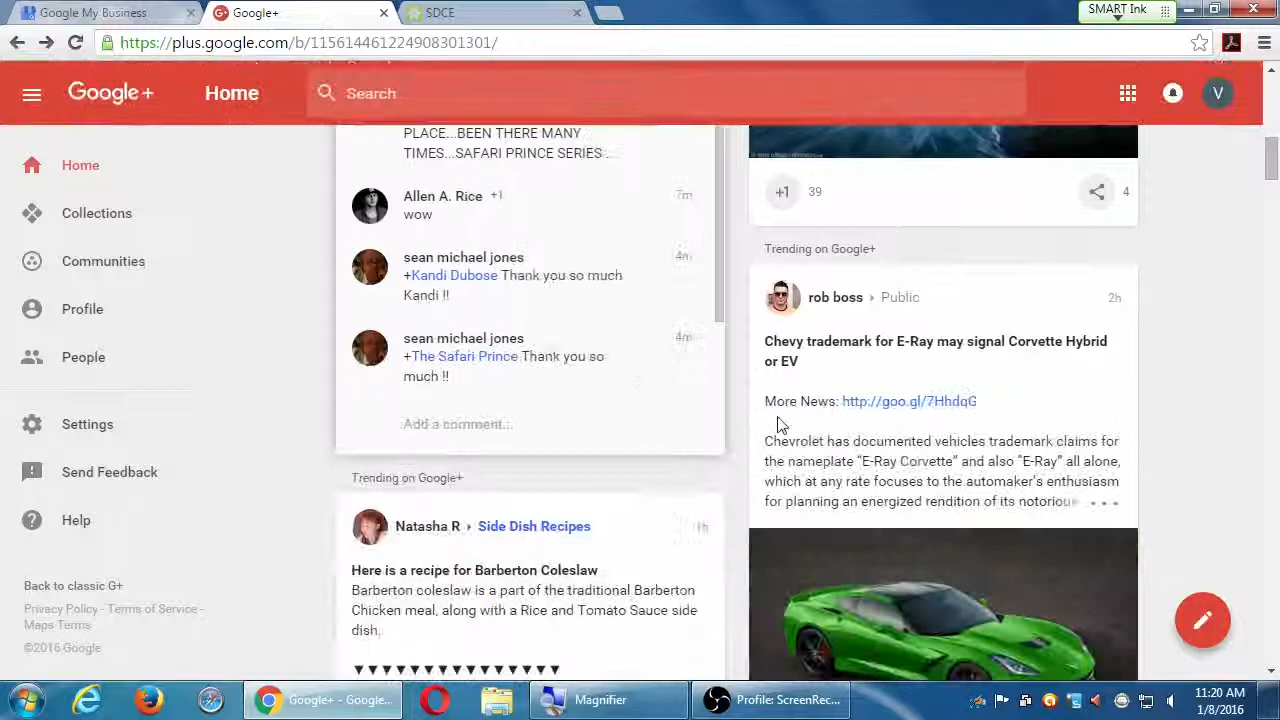 Google My Business
Google+
SDCE
SMART Ink
https://plus.google.com/b/115614461224908301301/
Google+
Home
Search
V
Home
Collections
Communities
Profile
People
Settings
Send Feedback
Help
Back to classic G+
Privacy Policy - Terms of Service -
Maps Terms
©2016 Google
PLACE...BEEN THERE MANY
TIMES...SAFARI PRINCE SERIES .
Allen A. Rice +1 7m
wow
sean michael jones 4m
+Kandi Dubose Thank you so much
Kandi !!
sean michael jones 4m
+The Safari Prince Thank you so
much !!
Add a comment...
Trending on Google+
Natasha R ▸ Side Dish Recipes 1h
Here is a recipe for Barberton Coleslaw
Barberton coleslaw is a part of the traditional Barberton
Chicken meal, along with a Rice and Tomato Sauce side
dish.
▼▼▼▼▼▼▼▼▼▼▼▼▼▼▼
+1 39 4
Trending on Google+
rob boss ▸ Public 2h
Chevy trademark for E-Ray may signal Corvette Hybrid
or EV
More News: http://goo.gl/7HhdqG
Chevrolet has documented vehicles trademark claims for
the nameplate “E-Ray Corvette” and also “E-Ray” all alone,
which at any rate focuses to the automaker’s enthusiasm
for planning an energized rendition of its notoriou
Google+ - Google...
Magnifier
Profile: ScreenRec...
11:20 AM
1/8/2016